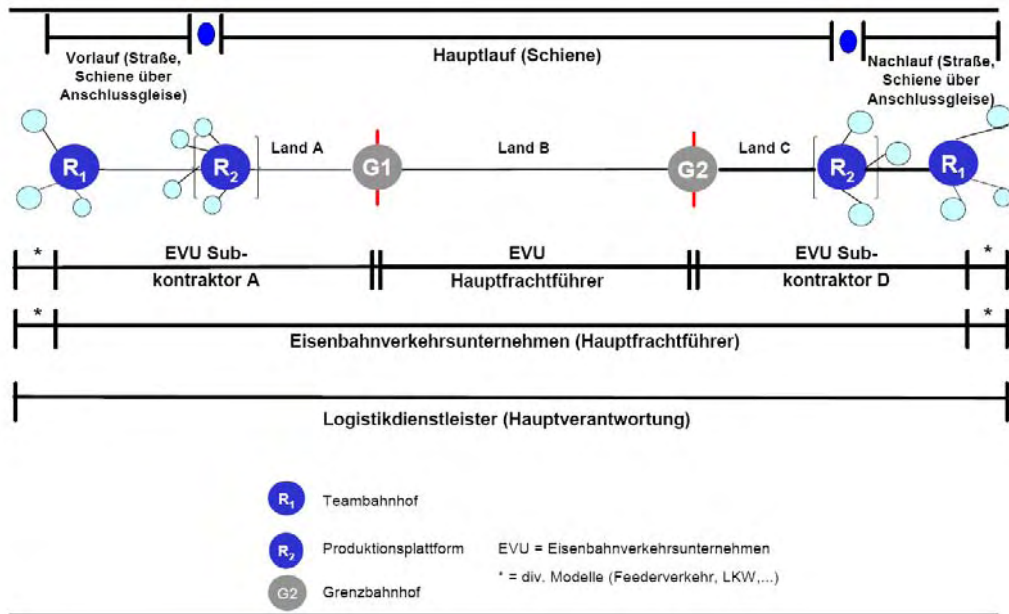 Vorlauf (Straße,
Schiene über
Anschlussgleise)
Hauptlauf (Schiene)
Nachlauf (Straße,
Schiene über
Anschlussgleise)
R1
R2
Land A
G1
Land B
G2
Land C
R2
R1
*
EVU Sub-
kontraktor A
EVU
Hauptfrachtführer
EVU Sub-
kontraktor D
*
*
Eisenbahnverkehrsunternehmen (Hauptfrachtführer)
*
Logistikdienstleister (Hauptverantwortung)
R1 Teambahnhof
R2 Produktionsplattform
EVU = Eisenbahnverkehrsunternehmen
G2 Grenzbahnhof
* = div. Modelle (Feederverkehr, LKW,...)